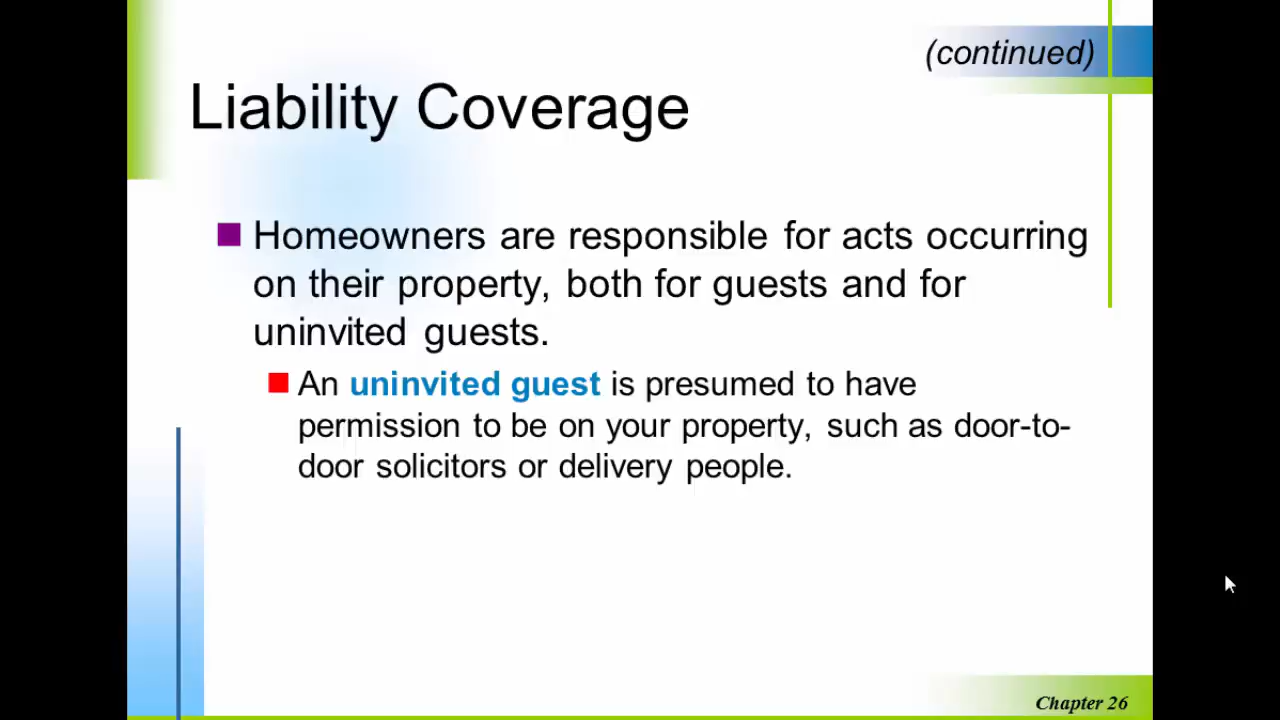 (continued)
Liability Coverage
Homeowners are responsible for acts occurring
on their property, both for guests and for
uninvited guests.
An uninvited guest is presumed to have
permission to be on your property, such as door-to-
door solicitors or delivery people.
Chapter 26